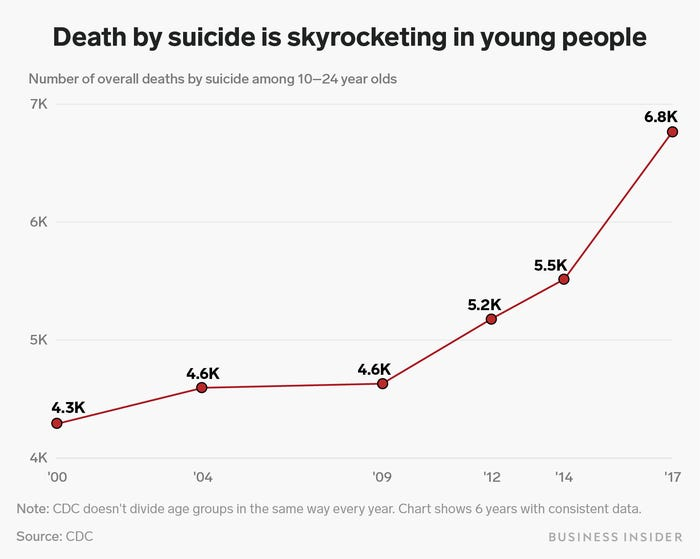 Death by suicide is skyrocketing in young people
Number of overall deaths by suicide among 10–24 year olds
7K
6.8K
6K
5.5K
5.2K
5K
4.6K
4.6K
4.3K
4K
'00 '04 '09 '12 '14 '17
Note: CDC doesn't divide age groups in the same way every year. Chart shows 6 years with consistent data.
Source: CDC
BUSINESS INSIDER